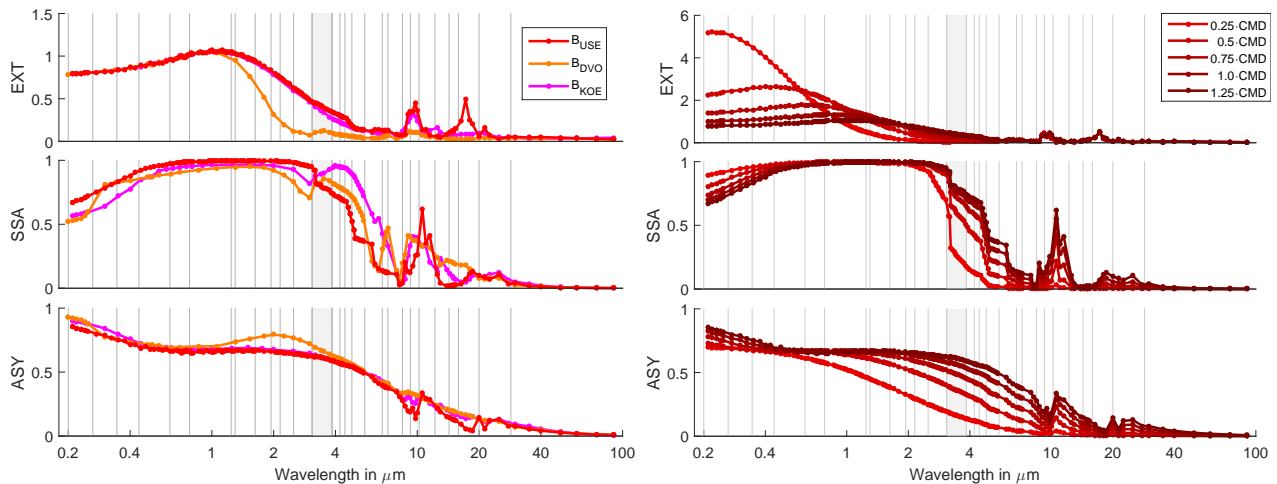 EXT
1.5
1
0.5
0
B_USE
B_DVO
B_KOE
SSA
1
0.5
0
ASY
1
0.5
0
0.2 0.4 1 2 4 10 20 40 100
Wavelength in μm
EXT
6
4
2
0
0.25·CMD
0.5·CMD
0.75·CMD
1.0·CMD
1.25·CMD
SSA
1
0.5
0
ASY
1
0.5
0
0.2 0.4 1 2 4 10 20 40 100
Wavelength in μm